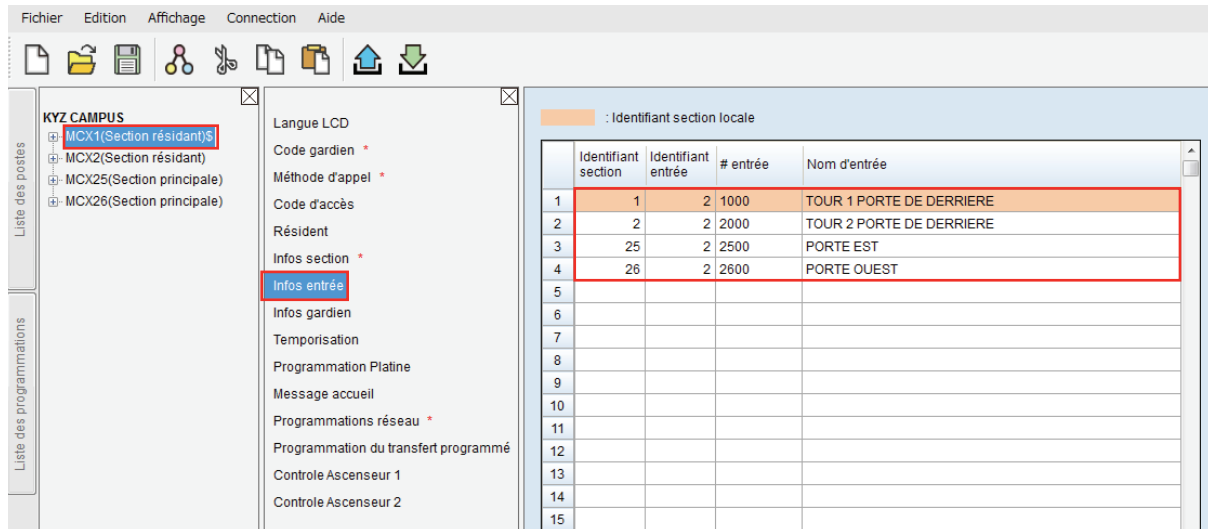 Fichier Edition Affichage Connection Aide
Liste des postes
Liste des programmations
KYZ CAMPUS
MCX1(Section résidant)$
MCX2(Section résidant)
MCX25(Section principale)
MCX26(Section principale)
Langue LCD
Code gardien *
Méthode d'appel *
Code d'accès
Résident
Infos section *
Infos entrée
Infos gardien
Temporisation
Programmation Platine
Message accueil
Programmations réseau *
Programmation du transfert programmé
Controle Ascenseur 1
Controle Ascenseur 2
: Identifiant section locale
Identifiant section Identifiant entrée # entrée Nom d'entrée
1 1 2 1000 TOUR 1 PORTE DE DERRIERE
2 2 2 2000 TOUR 2 PORTE DE DERRIERE
3 25 2 2500 PORTE EST
4 26 2 2600 PORTE OUEST
5
6
7
8
9
10
11
12
13
14
15